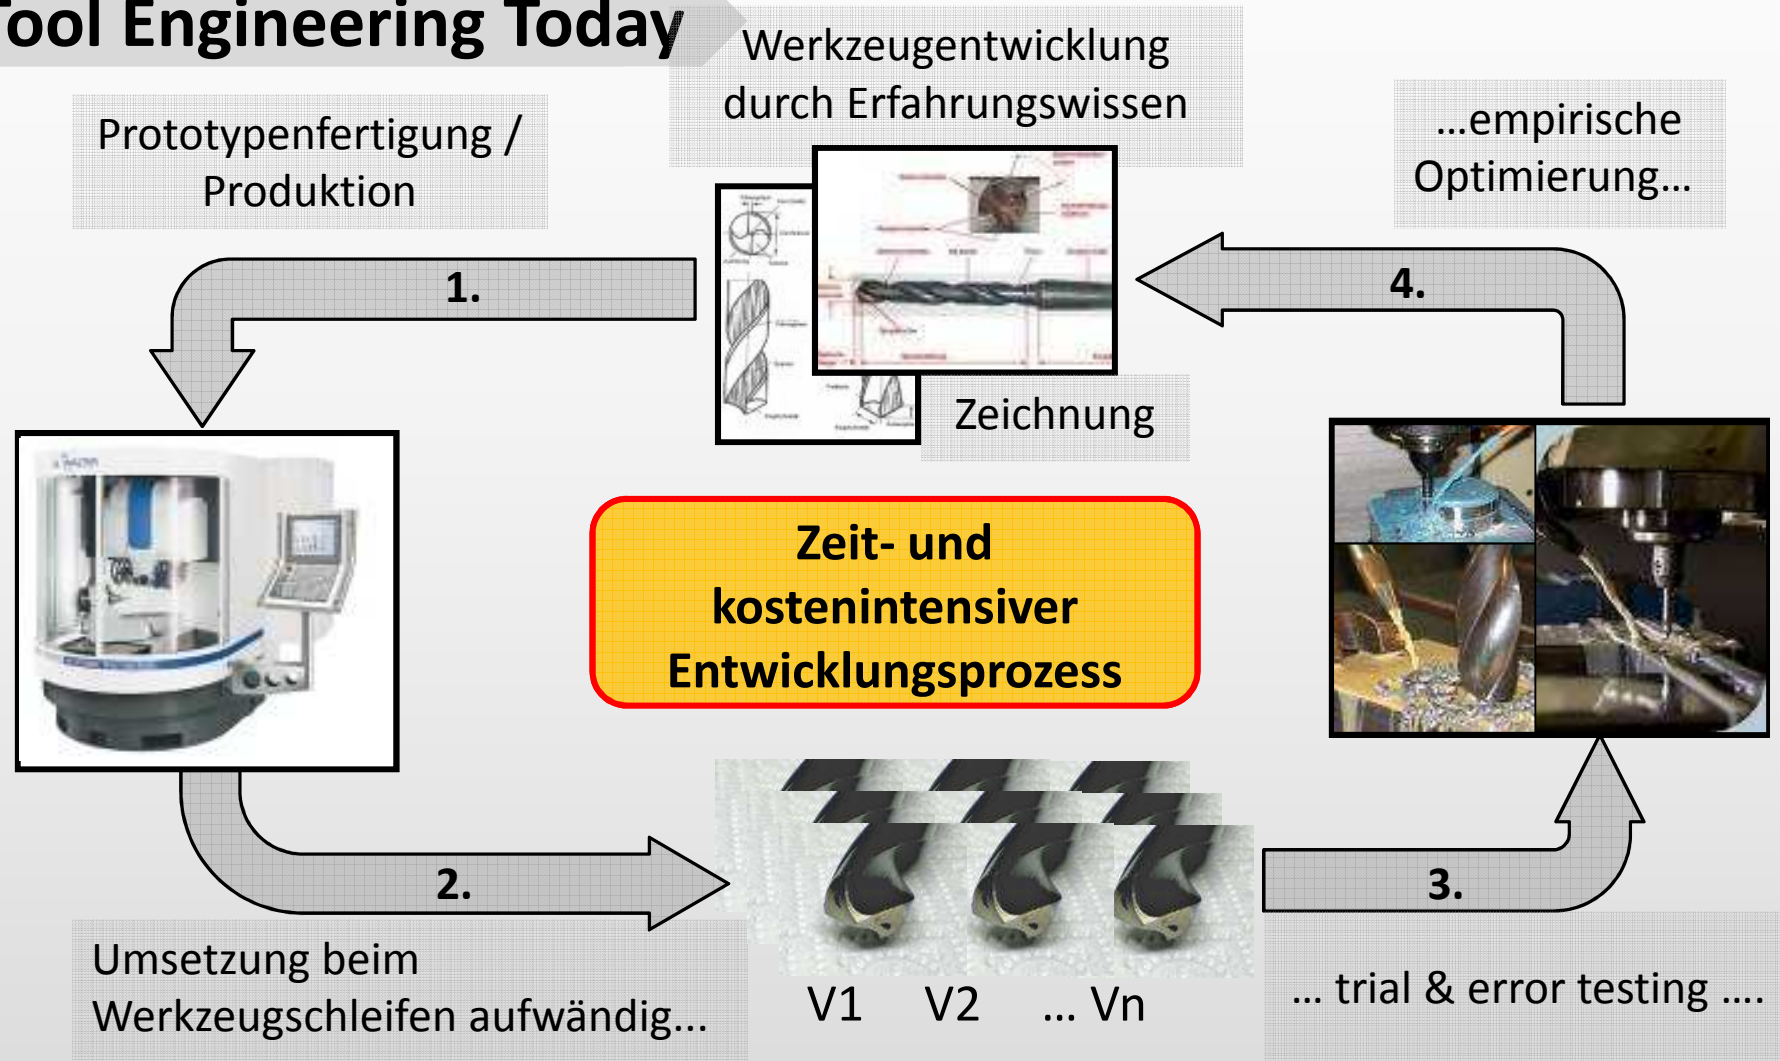 ool Engineering Today
Werkzeugentwicklung
durch Erfahrungswissen
Prototypenfertigung /
Produktion
...empirische
Optimierung...
1.
4.
Zeichnung
Zeit- und
kostenintensiver
Entwicklungsprozess
2.
3.
Umsetzung beim
Werkzeugschleifen aufwändig...
V1 V2 ... Vn
... trial & error testing ....